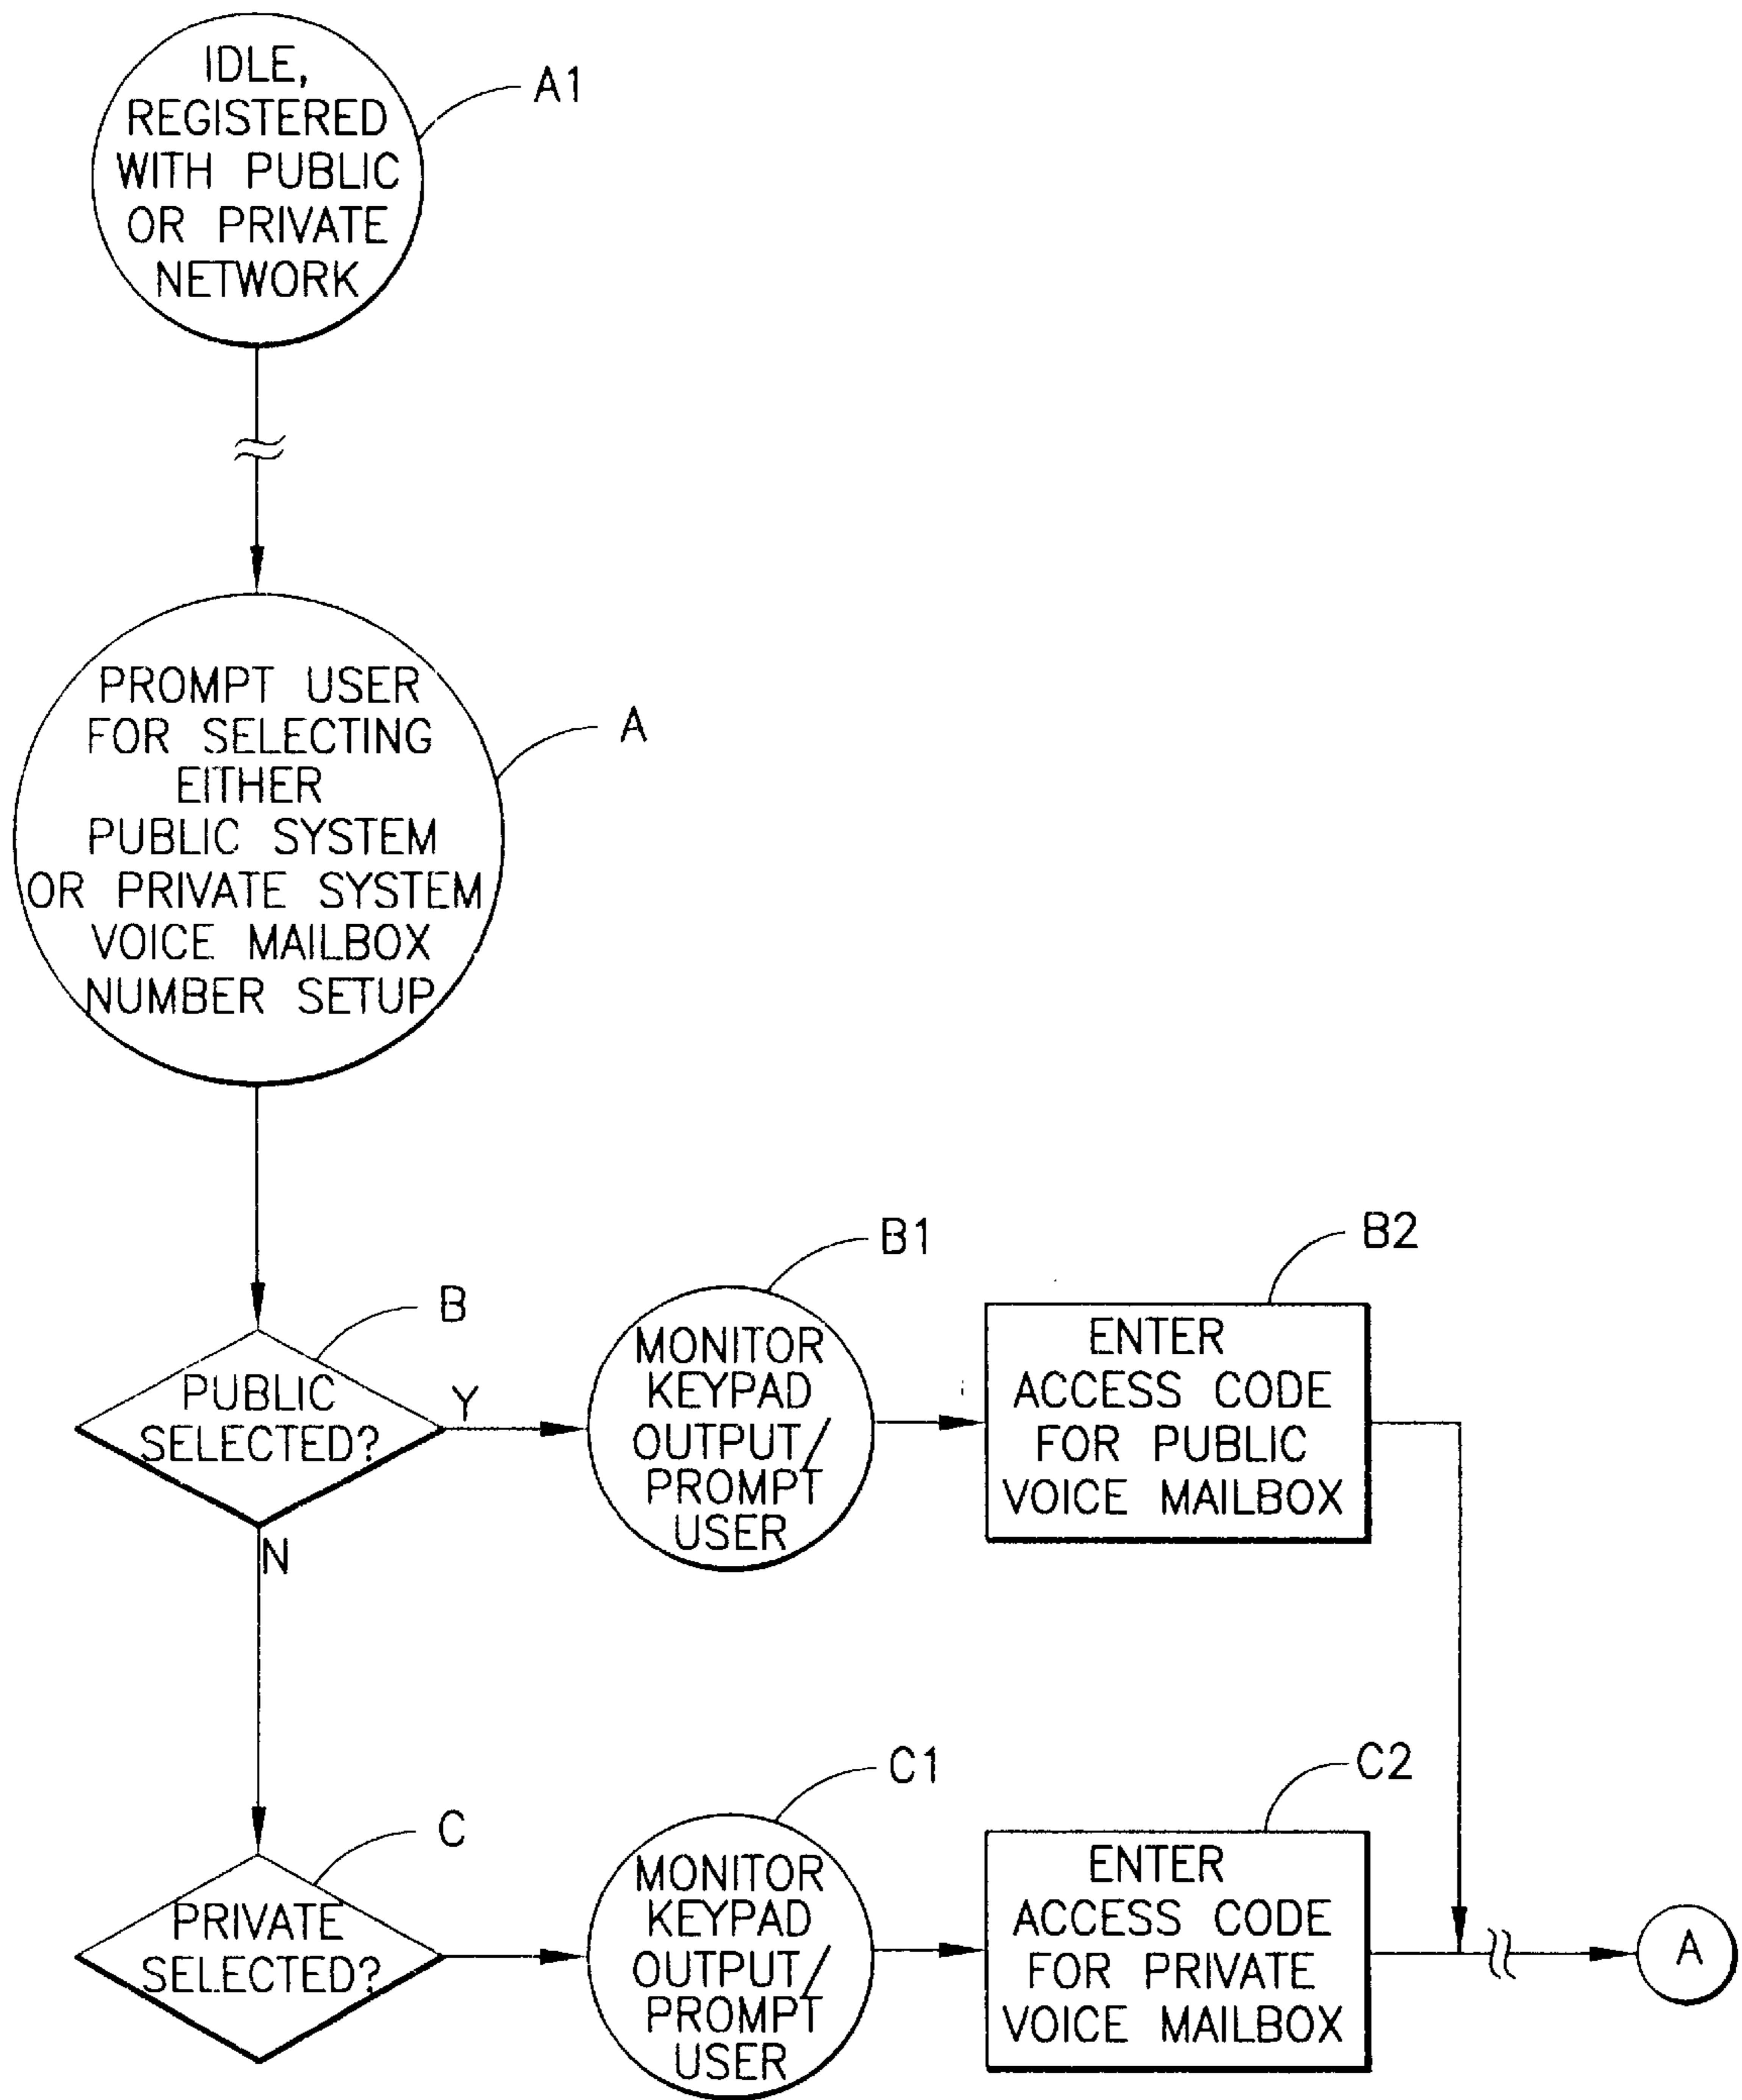 IDLE,
REGISTERED
WITH PUBLIC
OR PRIVATE
NETWORK
A1
PROMPT USER
FOR SELECTING
EITHER
PUBLIC SYSTEM
OR PRIVATE SYSTEM
VOICE MAILBOX
NUMBER SETUP
A
B
PUBLIC
SELECTED?
Y
N
B1
MONITOR
KEYPAD
OUTPUT/
PROMPT
USER
B2
ENTER
ACCESS CODE
FOR PUBLIC
VOICE MAILBOX
C
PRIVATE
SELECTED?
C1
MONITOR
KEYPAD
OUTPUT/
PROMPT
USER
C2
ENTER
ACCESS CODE
FOR PRIVATE
VOICE MAILBOX
A